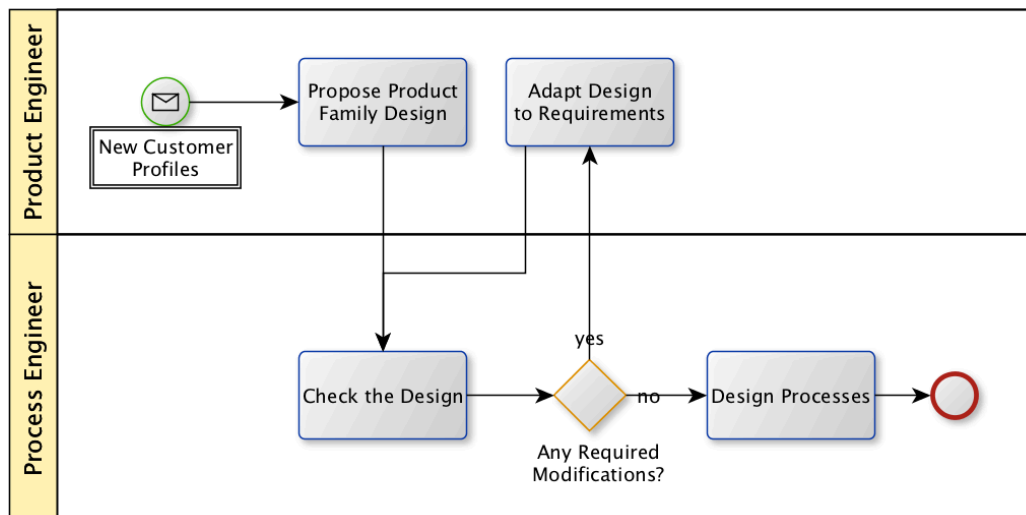 Product Engineer
New Customer
Profiles
Propose Product
Family Design
Adapt Design
to Requirements
Process Engineer
Check the Design
yes
no
Any Required
Modifications?
Design Processes